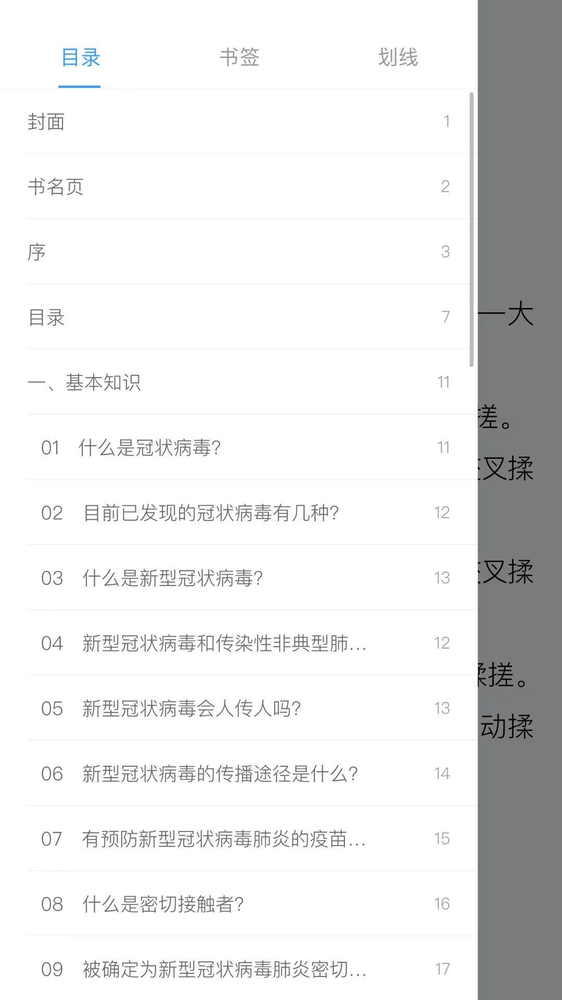 目录 书签 划线
封面 1
书名页 2
序 3
目录 7
一、基本知识 11
01 什么是冠状病毒? 11
02 目前已发现的冠状病毒有几种? 12
03 什么是新型冠状病毒? 13
04 新型冠状病毒和传染性非典型肺... 12
05 新型冠状病毒会人传人吗? 13
06 新型冠状病毒的传播途径是什么? 14
07 有预防新型冠状病毒肺炎的疫苗... 15
08 什么是密切接触者? 16
09 被确定为新型冠状病毒肺炎密切... 17
一大
搓。
叉揉
叉揉
揉搓。
动揉